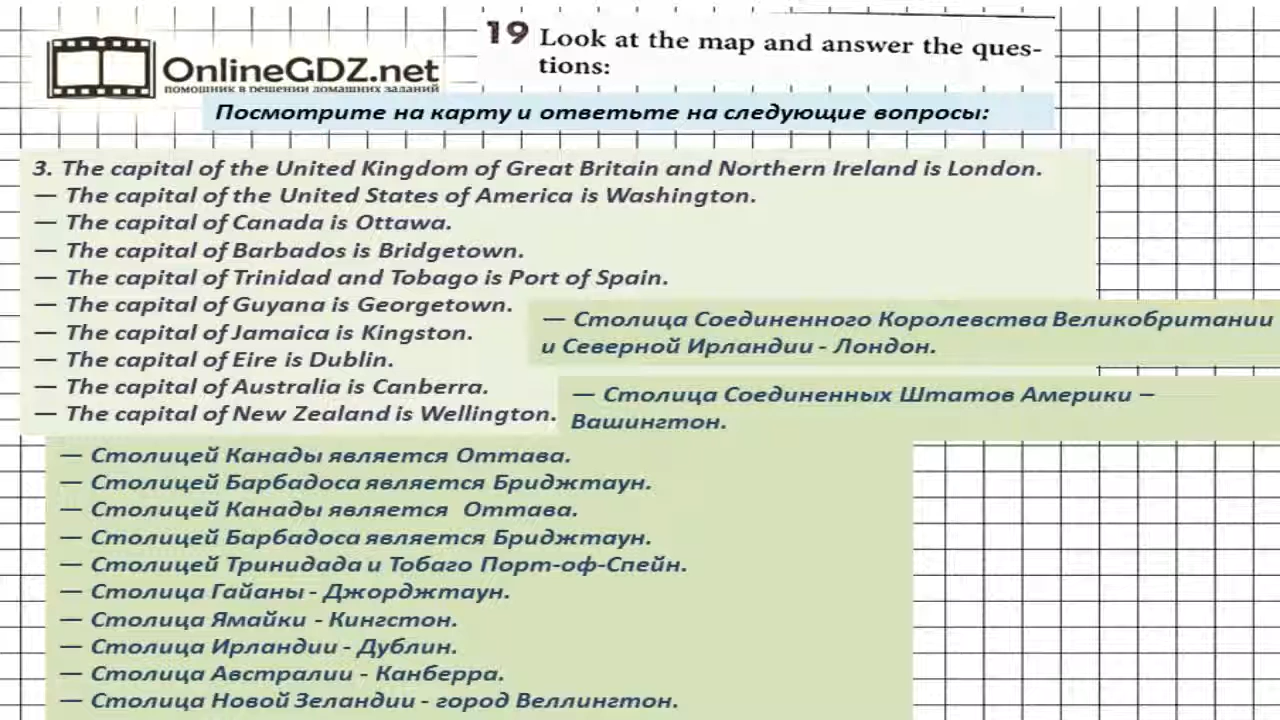 OnlineGDZ.net
помошник в решении домашних заданий
19 Look at the map and answer the ques-
tions:
Посмотрите на карту и ответьте на следующие вопросы:
3. The capital of the United Kingdom of Great Britain and Northern Ireland is London.
— The capital of the United States of America is Washington.
— The capital of Canada is Ottawa.
— The capital of Barbados is Bridgetown.
— The capital of Trinidad and Tobago is Port of Spain.
— The capital of Guyana is Georgetown.
— The capital of Jamaica is Kingston.
— The capital of Eire is Dublin.
— The capital of Australia is Canberra.
— The capital of New Zealand is Wellington.
— Столица Соединенного Королевства Великобритании
и Северной Ирландии - Лондон.
— Столица Соединенных Штатов Америки –
Вашингтон.
— Столицей Канады является Оттава.
— Столицей Барбадоса является Бриджтаун.
— Столицей Канады является Оттава.
— Столицей Барбадоса является Бриджтаун.
— Столицей Тринидада и Тобаго Порт-оф-Спейн.
— Столица Гайаны - Джорджтаун.
— Столица Ямайки - Кингстон.
— Столица Ирландии - Дублин.
— Столица Австралии - Канберра.
— Столица Новой Зеландии - город Веллингтон.